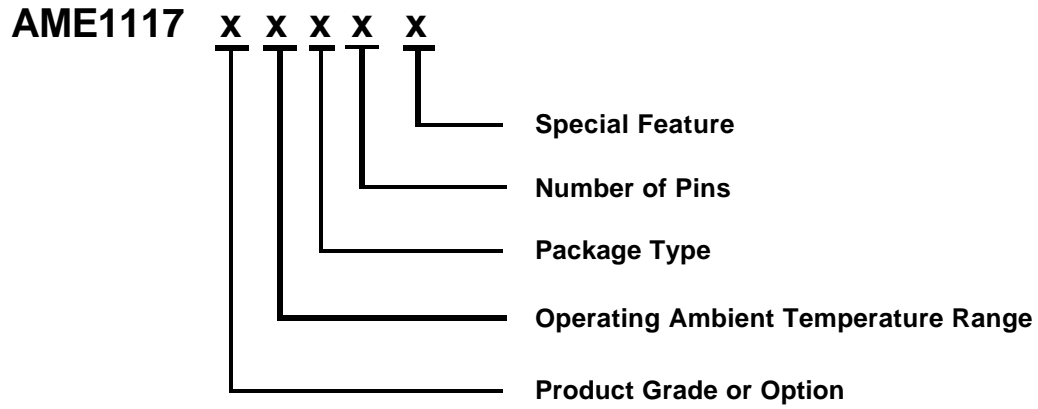 AME1117 x x x x x
Special Feature
Number of Pins
Package Type
Operating Ambient Temperature Range
Product Grade or Option